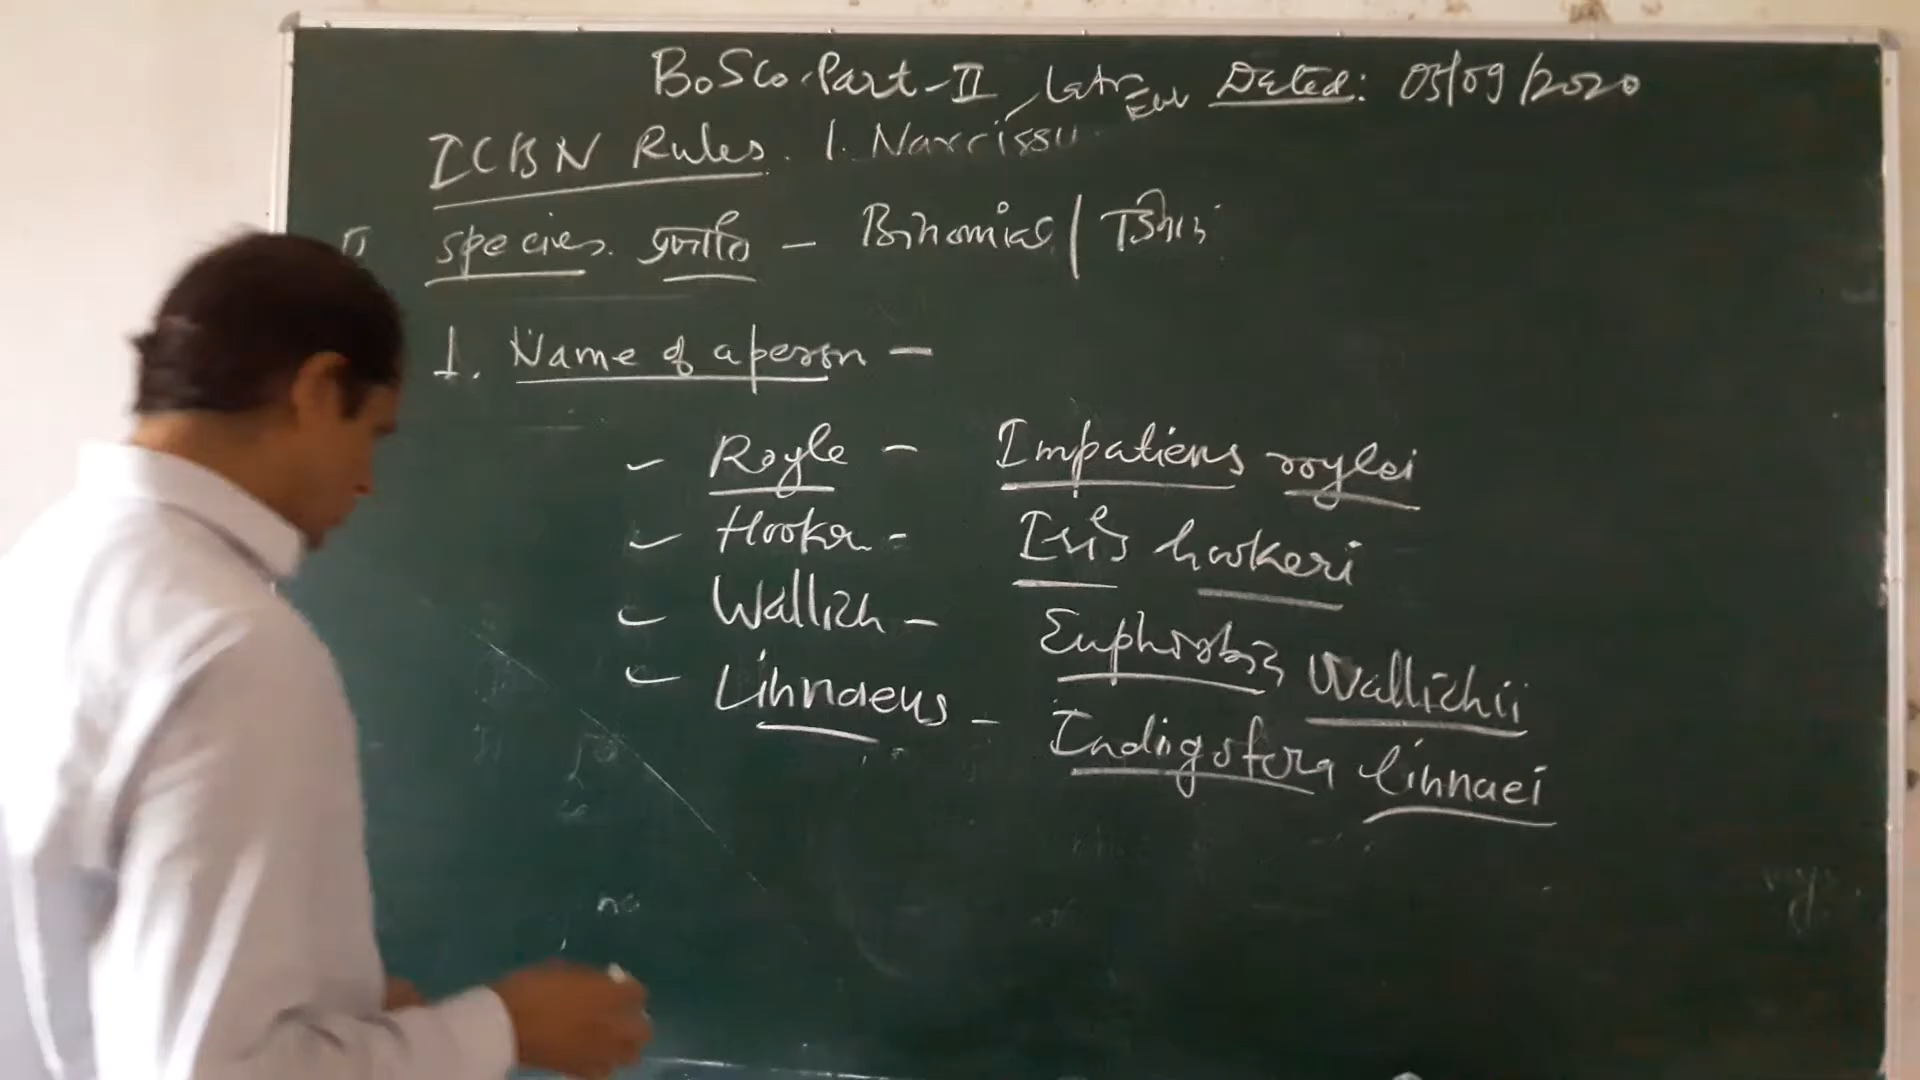 B.Sc. Part-II, Dated: 05/09/2020
ICBN Rules. 1. Narcissu
species. प्रजाति – Binomial /
1. Name of a person –
– Royle – Impatiens roylei
– Hooker – Iris hookeri
– Wallich – Euphorbia Wallichii
– Linnaeus – Indigofera linnaei